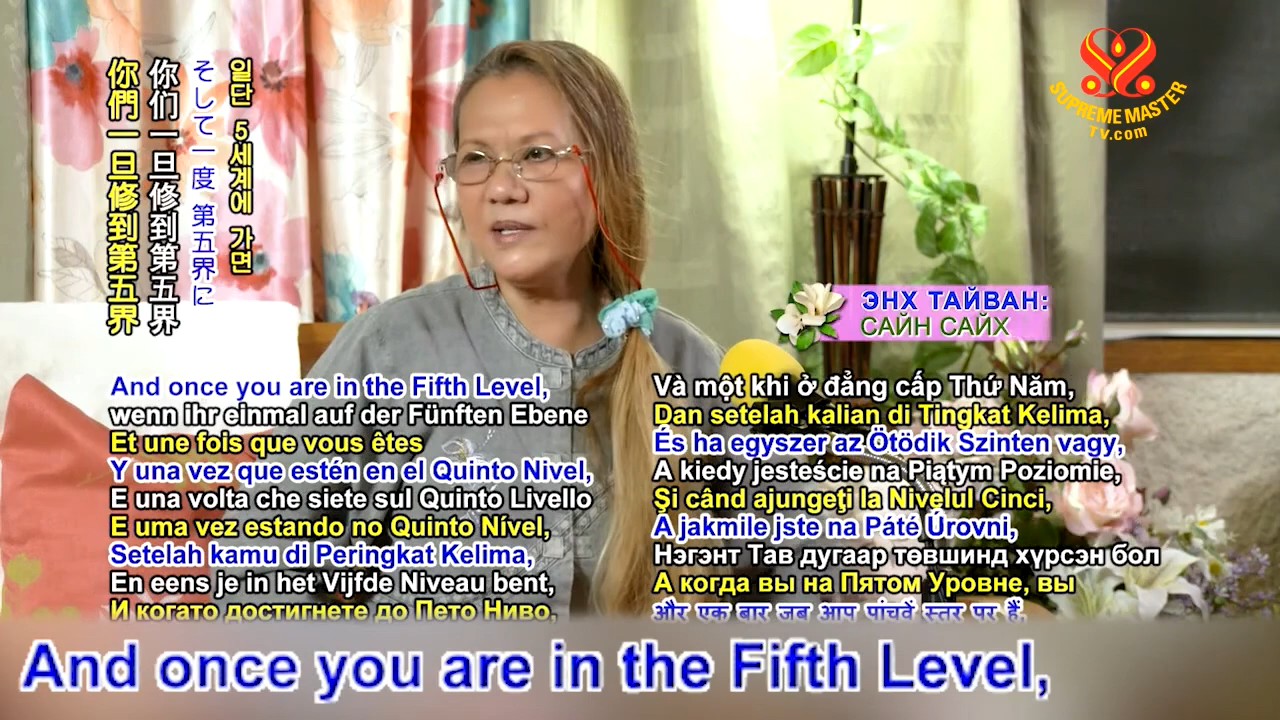 SUPREME MASTER
TV.com
일단 5세계에 가면
そして一度 第五界に
你们一旦修到第五界
你們一旦修到第五界
ЭНХ ТАЙВАН:
САЙН САЙХ
And once you are in the Fifth Level,
wenn ihr einmal auf der Fünften Ebene
Et une fois que vous êtes
Y una vez que estén en el Quinto Nivel,
E una volta che siete sul Quinto Livello
E uma vez estando no Quinto Nível,
Setelah kamu di Peringkat Kelima,
En eens je in het Vijfde Niveau bent,
И когато достигнете до Пето Ниво,
Và một khi ở đẳng cấp Thứ Năm,
Dan setelah kalian di Tingkat Kelima,
És ha egyszer az Ötödik Szinten vagy,
A kiedy jesteście na Piątym Poziomie,
Şi când ajungeţi la Nivelul Cinci,
A jakmile jste na Páté Úrovni,
Нэгэнт Тав дугаар төвшинд хүрсэн бол
А когда вы на Пятом Уровне, вы
और एक बार जब आप पांचवें स्तर पर हैं,
And once you are in the Fifth Level,